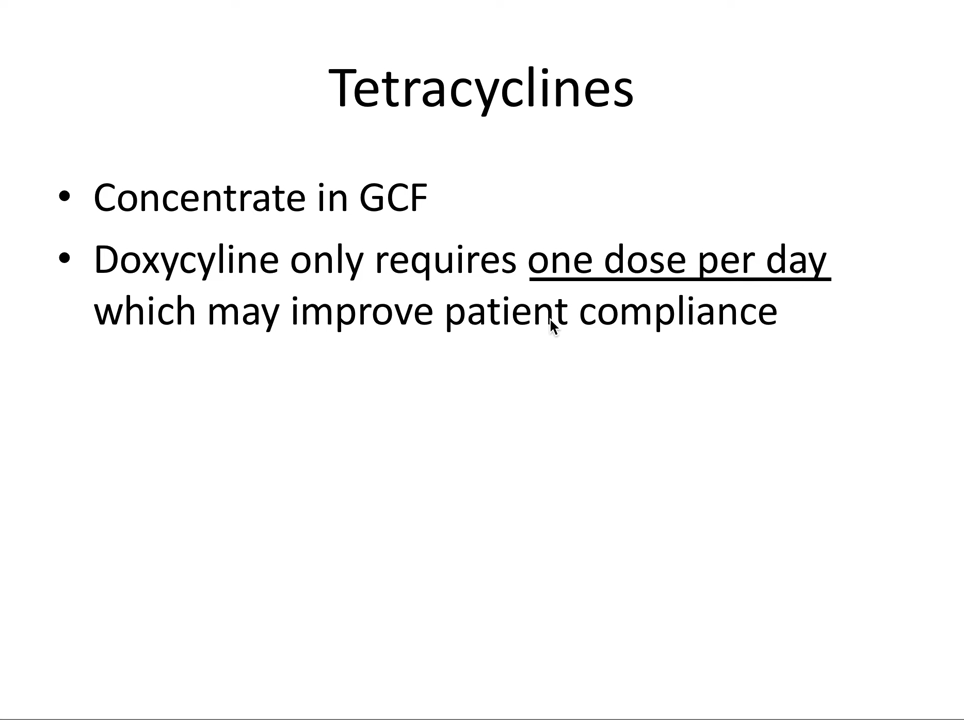 Tetracyclines
• Concentrate in GCF
• Doxycyline only requires one dose per day
which may improve patient compliance